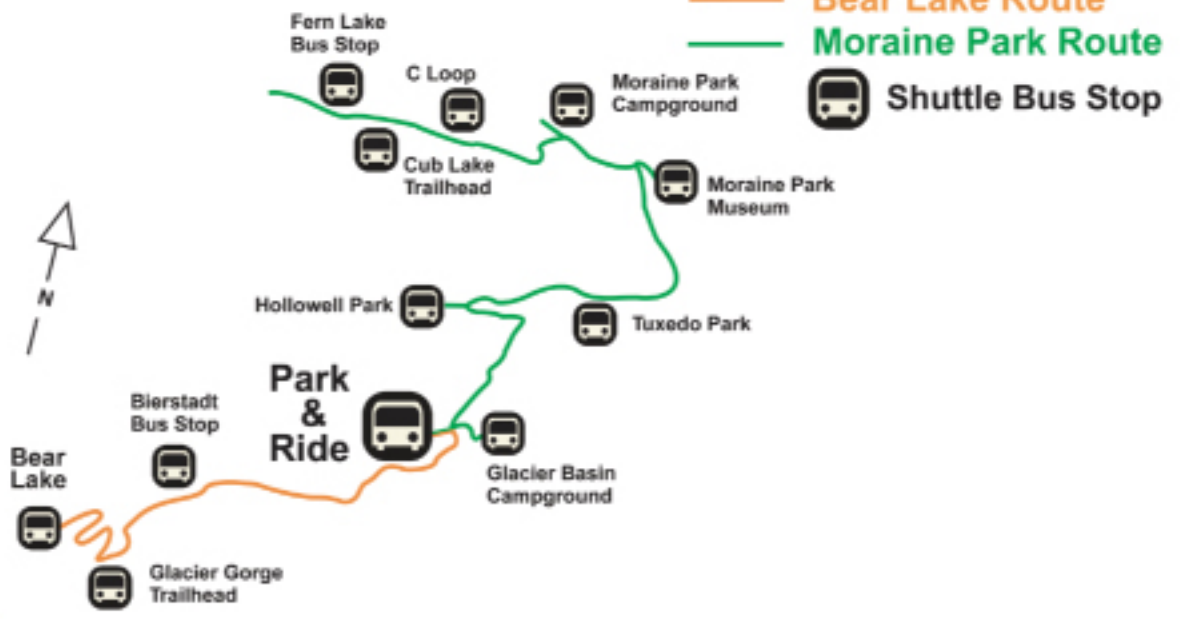 Bear Lake Route
Moraine Park Route
Shuttle Bus Stop
Fern Lake
Bus Stop
C Loop
Moraine Park
Campground
Cub Lake
Trailhead
Moraine Park
Museum
N
Hollowell Park
Tuxedo Park
Park
&
Ride
Bierstadt
Bus Stop
Bear
Lake
Glacier Basin
Campground
Glacier Gorge
Trailhead